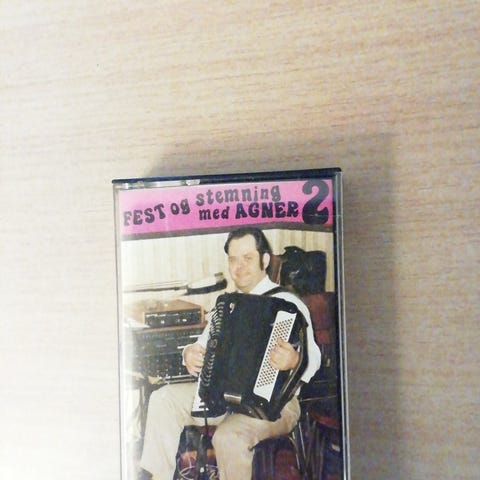 FEST og stemning
med AGNER 2